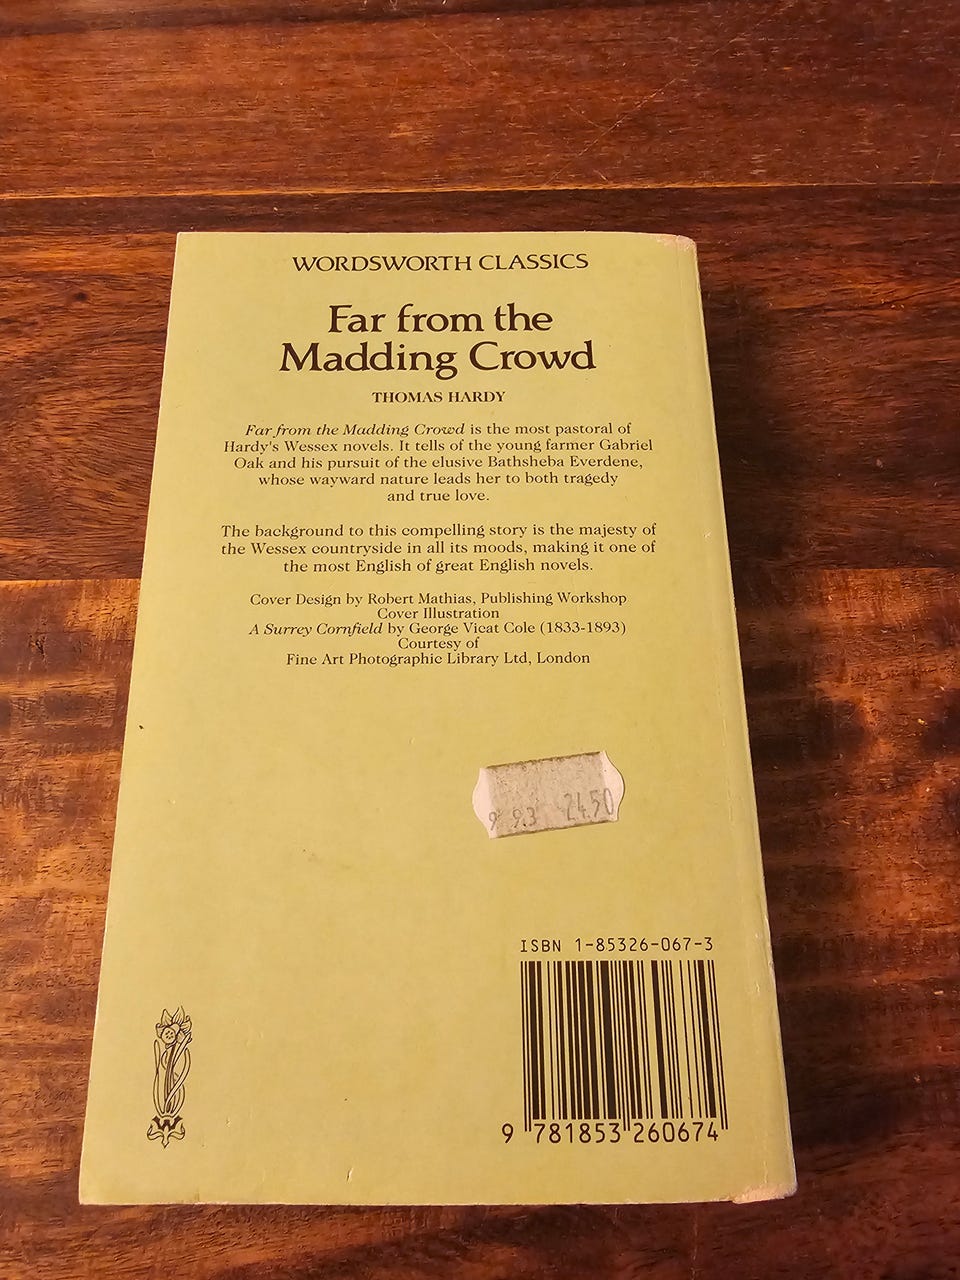 WORDSWORTH CLASSICS
Far from the
Madding Crowd
THOMAS HARDY
Far from the Madding Crowd is the most pastoral of
Hardy's Wessex novels. It tells of the young farmer Gabriel
Oak and his pursuit of the elusive Bathsheba Everdene,
whose wayward nature leads her to both tragedy
and true love.
The background to this compelling story is the majesty of
the Wessex countryside in all its moods, making it one of
the most English of great English novels.
Cover Design by Robert Mathias, Publishing Workshop
Cover Illustration
A Surrey Cornfield by George Vicat Cole (1833-1893)
Courtesy of
Fine Art Photographic Library Ltd, London
9 93 24.50
ISBN 1-85326-067-3
9 781853 260674
W